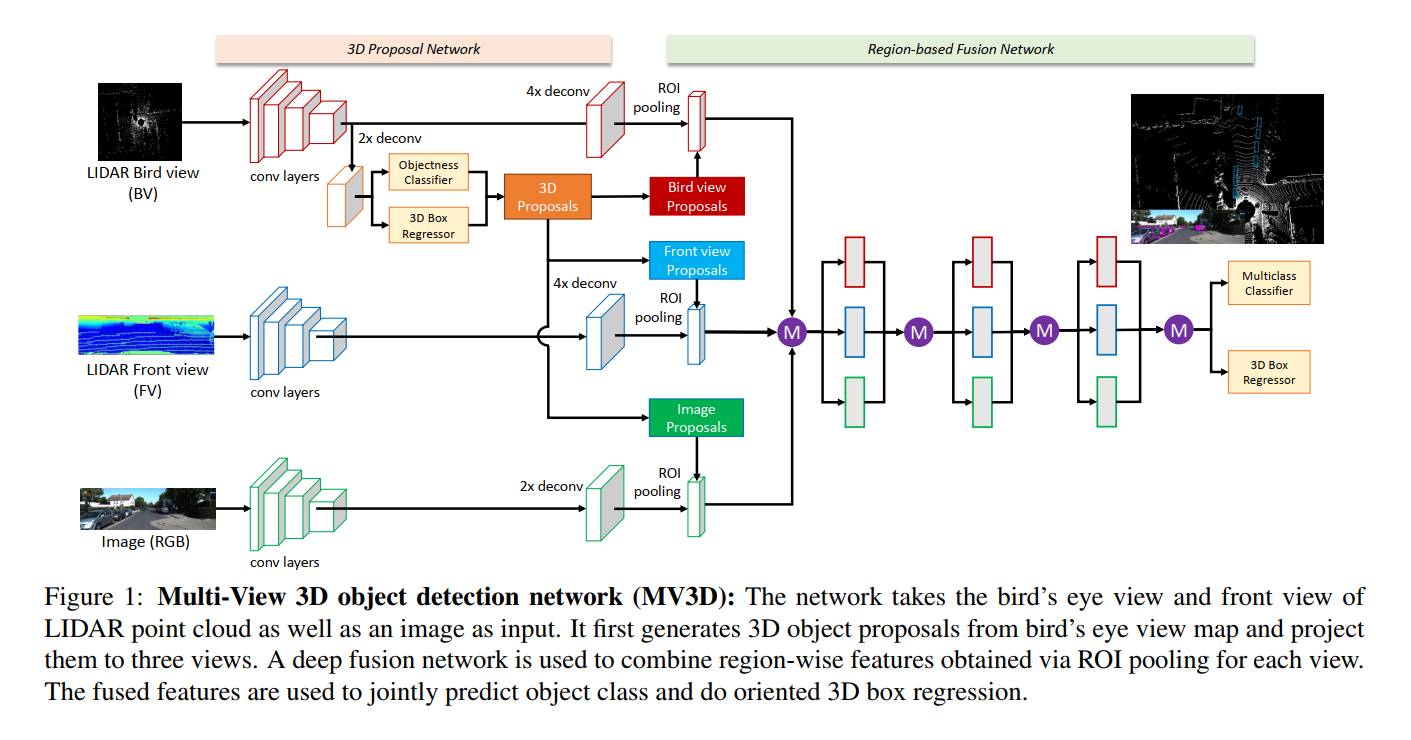 3D Proposal Network
Region-based Fusion Network
LIDAR Bird view
(BV)
conv layers
2x deconv
4x deconv
ROI
pooling
Objectness
Classifier
3D Box
Regressor
3D
Proposals
Bird view
Proposals
Front view
Proposals
4x deconv
ROI
pooling
LIDAR Front view
(FV)
conv layers
Image
Proposals
2x deconv
ROI
pooling
Image (RGB)
conv layers
M
M
M
M
Multiclass
Classifier
3D Box
Regressor
Figure 1: Multi-View 3D object detection network (MV3D): The network takes the bird's eye view and front view of
LIDAR point cloud as well as an image as input. It first generates 3D object proposals from bird's eye view map and project
them to three views. A deep fusion network is used to combine region-wise features obtained via ROI pooling for each view.
The fused features are used to jointly predict object class and do oriented 3D box regression.